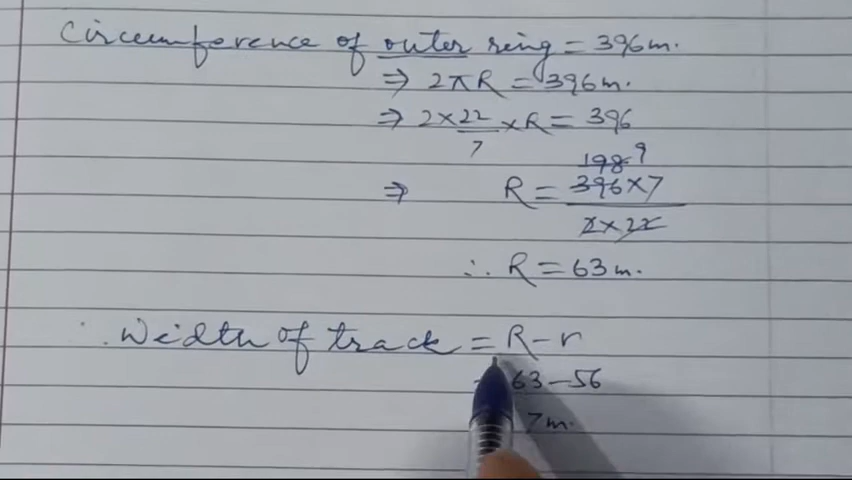 Circumference of outer ring = 396m.
⇒ 2πR = 396m.
⇒ 2 × 22/7 × R = 396
198 9
⇒ R = 396×7 / 2×22
∴ R = 63m.
∴ Width of track = R - r
63 - 56
7m.